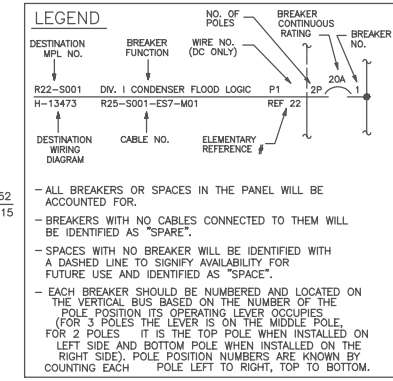 LEGEND
NO. OF
POLES
BREAKER
CONTINUOUS
RATING
BREAKER
NO.
DESTINATION
MPL NO.
BREAKER
FUNCTION
WIRE NO.
(DC ONLY)
20A
R22-S001 DIV. I CONDENSER FLOOD LOGIC P1 2P 1
H-13473 R25-S001-ES7-M01 REF 22
DESTINATION
WIRING
DIAGRAM
CABLE NO.
ELEMENTARY
REFERENCE #
52
15
- ALL BREAKERS OR SPACES IN THE PANEL WILL BE
ACCOUNTED FOR.
- BREAKERS WITH NO CABLES CONNECTED TO THEM WILL
BE IDENTIFIED AS "SPARE".
- SPACES WITH NO BREAKER WILL BE IDENTIFIED WITH
A DASHED LINE TO SIGNIFY AVAILABILITY FOR
FUTURE USE AND IDENTIFIED AS "SPACE".
- EACH BREAKER SHOULD BE NUMBERED AND LOCATED ON
THE VERTICAL BUS BASED ON THE NUMBER OF THE
POLE POSITION ITS OPERATING LEVER OCCUPIES
(FOR 3 POLES THE LEVER IS ON THE MIDDLE POLE,
FOR 2 POLES IT IS THE TOP POLE WHEN INSTALLED ON
LEFT SIDE AND BOTTOM POLE WHEN INSTALLED ON THE
RIGHT SIDE). POLE POSITION NUMBERS ARE KNOWN BY
COUNTING EACH POLE LEFT TO RIGHT, TOP TO BOTTOM.